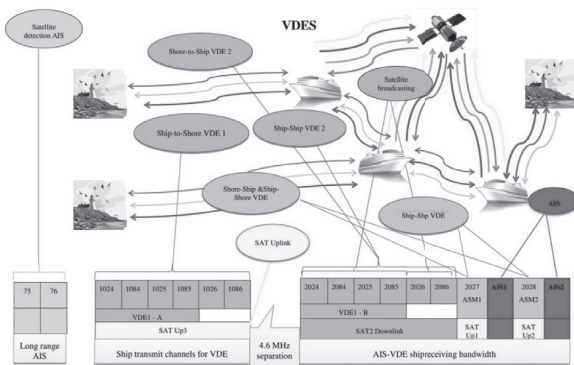 VDES
Satellite
detection AIS
Shore-to-Ship VDE 2
Satellite
broadcasting
Ship-to-Shore VDE 1
Ship-Ship VDE 2
Shore-Ship &Ship-
Shore VDE
Ship-Shp VDE
AIS
SAT Uplink
75 76
1024 1084 1025 1085 1026 1086
2024 2084 2025 2085 2026 2086 2027 ASM1 AIS1 2028 ASM2 AIS2
VDE1 - A
VDE1 - B
SAT Up3
SAT2 Downlink
SAT
Up1
SAT
Up2
Long range
AIS
Ship transmit channels for VDE
4.6 MHz
separation
AIS-VDE shipreceiving bandwidth